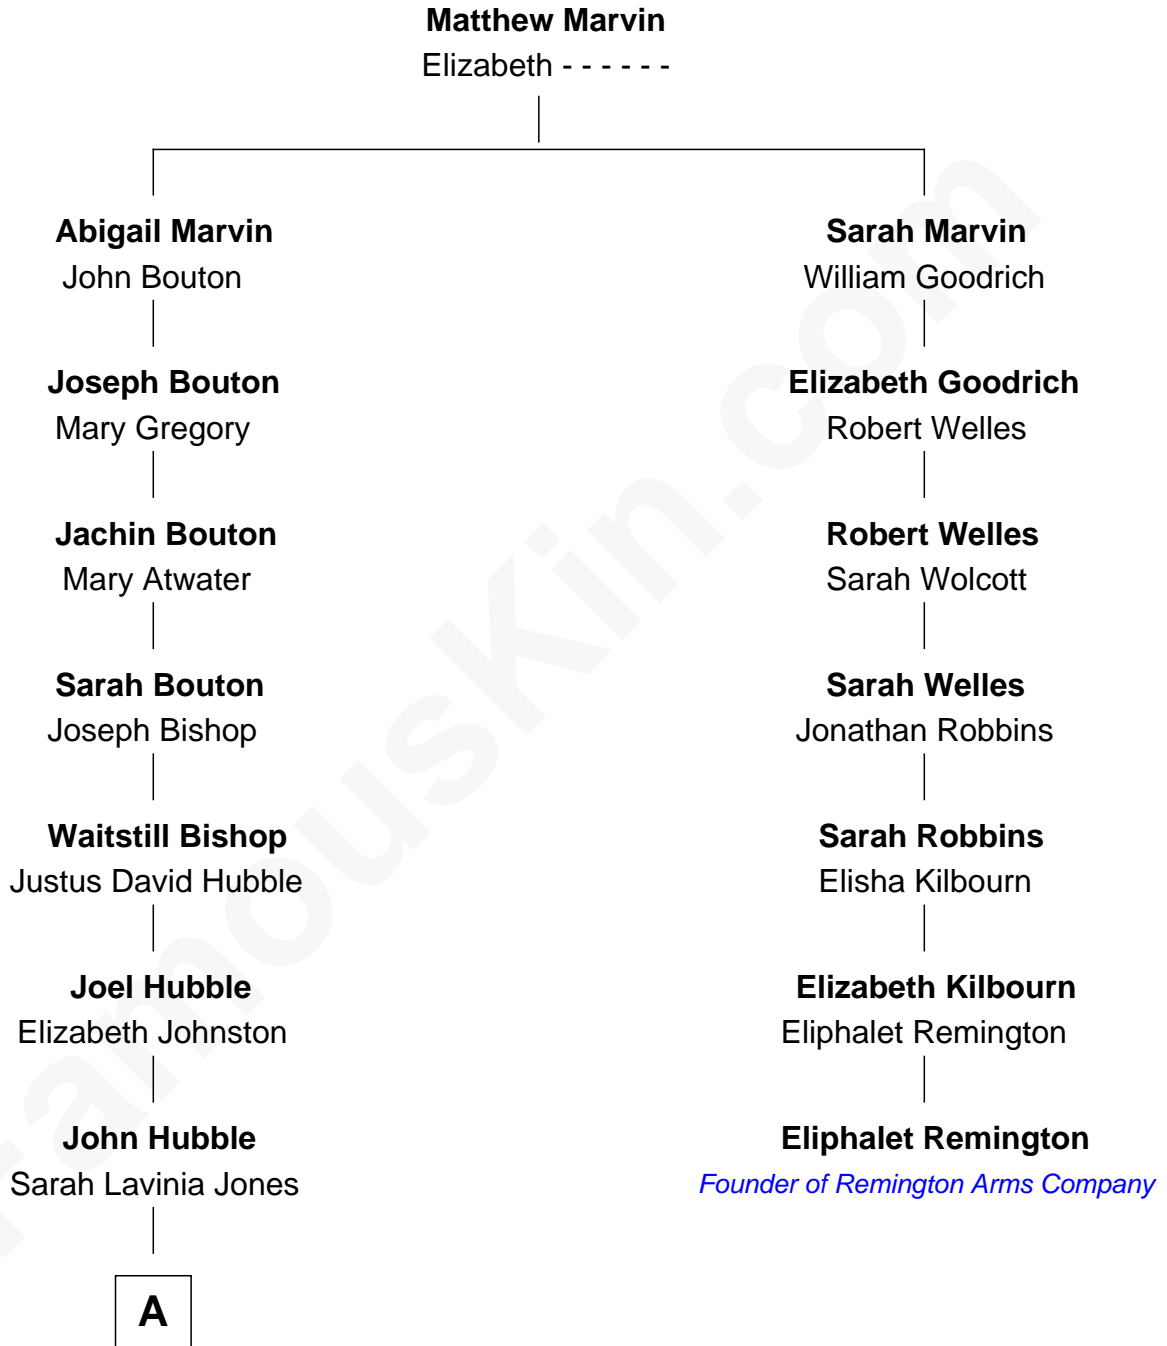 Matthew Marvin
Elizabeth - - - - - -
Abigail Marvin
John Bouton
Joseph Bouton
Mary Gregory
Jachin Bouton
Mary Atwater
Sarah Bouton
Joseph Bishop
Waitstill Bishop
Justus David Hubble
Joel Hubble
Elizabeth Johnston
John Hubble
Sarah Lavinia Jones
A
Sarah Marvin
William Goodrich
Elizabeth Goodrich
Robert Welles
Robert Welles
Sarah Wolcott
Sarah Welles
Jonathan Robbins
Sarah Robbins
Elisha Kilbourn
Elizabeth Kilbourn
Eliphalet Remington
Eliphalet Remington
Founder of Remington Arms Company
FamousKin.com